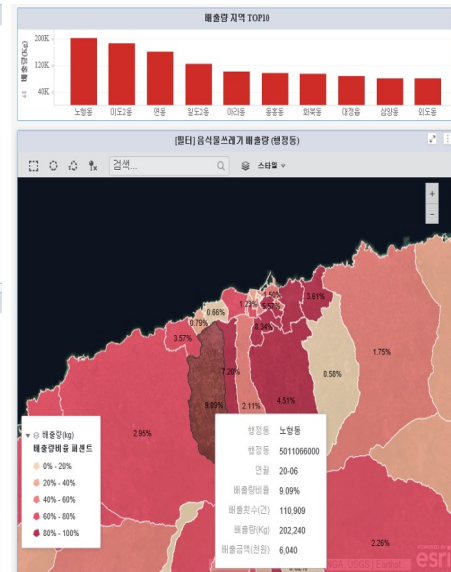 배출량 지역 TOP10
배출량(Kg)
200K
120K
40K
노형동 이도2동 연동 일도2동 아라동 동홍동 화북동 대정읍 삼양동 외도동
[필터] 음식물쓰레기 배출량 (행정동)
검색...
스타일
+
-
3.61%
0.66%
1.23%
0.79%
3.57%
1.75%
7.20%
0.58%
9.09%
2.11%
4.51%
2.95%
2.26%
배출량(kg)
배출량비율 퍼센트
0% - 20%
20% - 40%
40% - 60%
60% - 80%
80% - 100%
행정동 노형동
행정동 5011066000
연월 20-06
배출량비율 9.09%
배출횟수(건) 110,909
배출량(Kg) 202,240
배출금액(천원) 6,040
esri